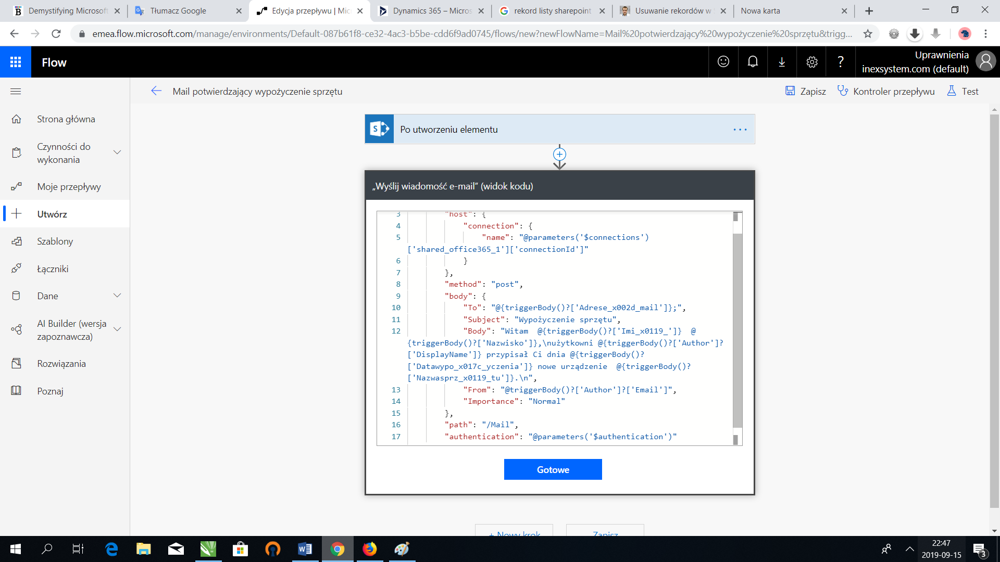 Demystifying Microsoft
Tłumacz Google
Edycja przepływu | Mic
Dynamics 365 – Micros
rekord listy sharepoint
Usuwanie rekordów w
Nowa karta
emea.flow.microsoft.com/manage/environments/Default-087b61f8-ce32-4ac3-b5be-cdd6f9ad0745/flows/new?newFlowName=Mail%20potwierdzający%20wypożyczenie%20sprzętu&trigg...
Flow
?
Uprawnienia
inexsystem.com (default)
Mail potwierdzający wypożyczenie sprzętu
Zapisz
Kontroler przepływu
Test
Strona główna
Czynności do
wykonania
Moje przepływy
Utwórz
Szablony
Łączniki
Dane
AI Builder (wersja
zapoznawcza)
Rozwiązania
Poznaj
S
Po utworzeniu elementu
...
„Wyślij wiadomość e-mail” (widok kodu)
3 "host": {
4 "connection": {
5 "name": "@parameters('$connections')
['shared_office365_1']['connectionId']"
6 }
7 },
8 "method": "post",
9 "body": {
10 "To": "@{triggerBody()?['Adrese_x002d_mail']};",
11 "Subject": "Wypożyczenie sprzętu",
12 "Body": "Witam  @{triggerBody()?['Imi_x0119_']}  @
{triggerBody()?['Nazwisko']},\nużytkowni @{triggerBody()?['Author']?
['DisplayName']} przypisał Ci dnia @{triggerBody()?
['Datawypo_x017c_yczenia']} nowe urządzenie  @{triggerBody()?
['Nazwasprz_x0119_tu']}.\n",
13 "From": "@triggerBody()?['Author']?['Email']",
14 "Importance": "Normal"
15 },
16 "path": "/Mail",
17 "authentication": "@parameters('$authentication')"
Gotowe
+ Nowy krok
Zapisz
22:47
2019-09-15
3